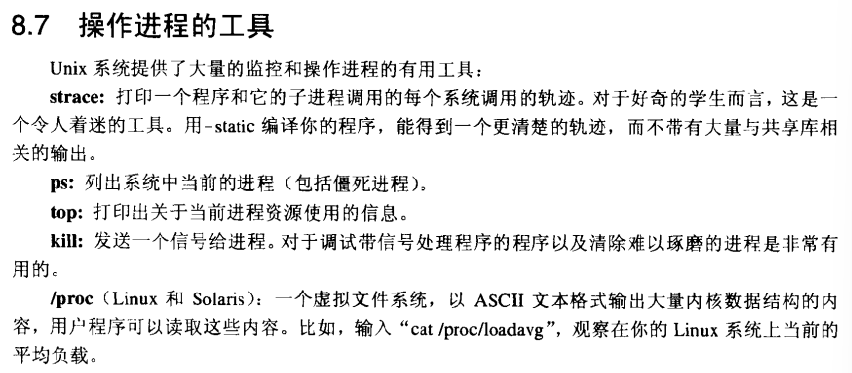 8.7 操作进程的工具
Unix 系统提供了大量的监控和操作进程的有用工具：
strace: 打印一个程序和它的子进程调用的每个系统调用的轨迹。对于好奇的学生而言，这是一
个令人着迷的工具。用-static 编译你的程序，能得到一个更清楚的轨迹，而不带有大量与共享库相
关的输出。
ps: 列出系统中当前的进程（包括僵死进程）。
top: 打印出关于当前进程资源使用的信息。
kill: 发送一个信号给进程。对于调试带信号处理程序的程序以及清除难以琢磨的进程是非常有
用的。
/proc（Linux 和 Solaris）：一个虚拟文件系统，以 ASCII 文本格式输出大量内核数据结构的内
容，用户程序可以读取这些内容。比如，输入“cat /proc/loadavg”，观察在你的 Linux 系统上当前的
平均负载。